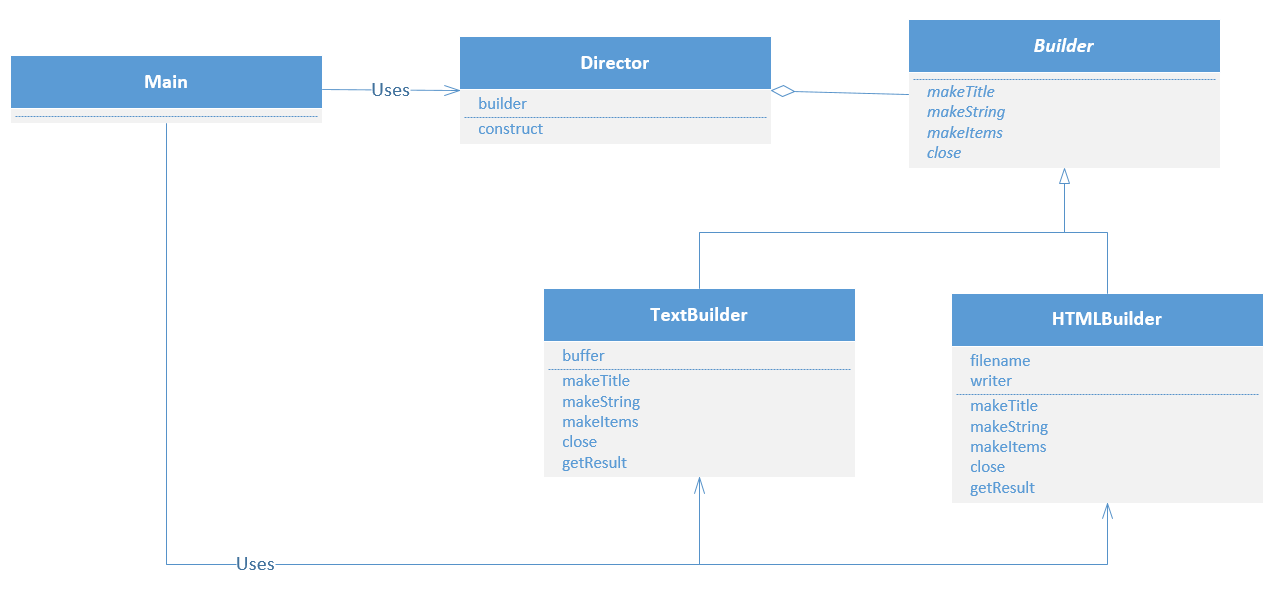 Main
Uses
Director
builder
construct
Builder
makeTitle
makeString
makeItems
close
TextBuilder
buffer
makeTitle
makeString
makeItems
close
getResult
HTMLBuilder
filename
writer
makeTitle
makeString
makeItems
close
getResult
Uses